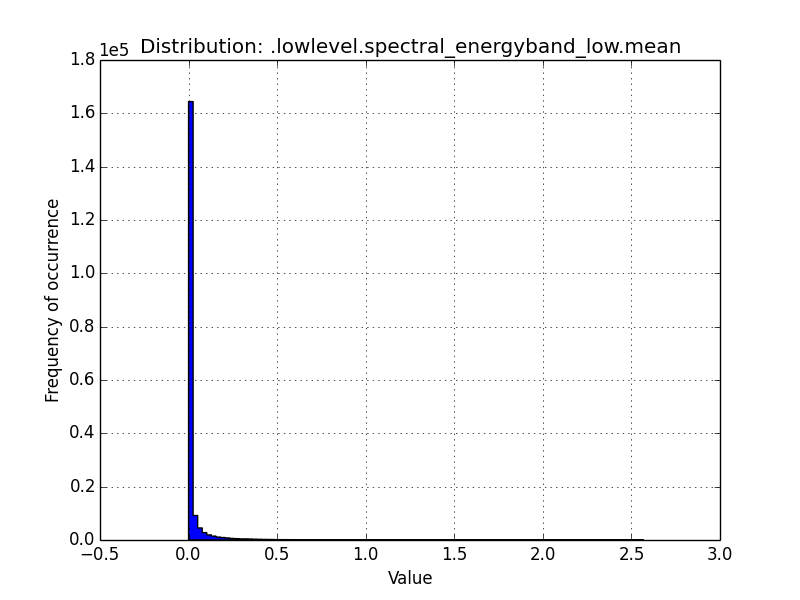 Distribution: .lowlevel.spectral_energyband_low.mean
1e5
1.8
1.6
1.4
1.2
1.0
0.8
0.6
0.4
0.2
0.0
Frequency of occurrence
−0.5 0.0 0.5 1.0 1.5 2.0 2.5 3.0
Value